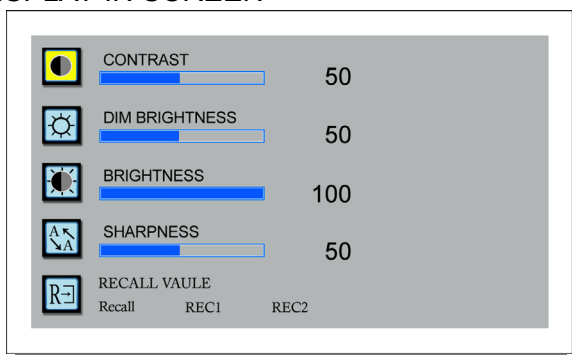 CONTRAST
50
DIM BRIGHTNESS
50
BRIGHTNESS
100
SHARPNESS
50
A
A
R
RECALL VAULE
Recall REC1 REC2